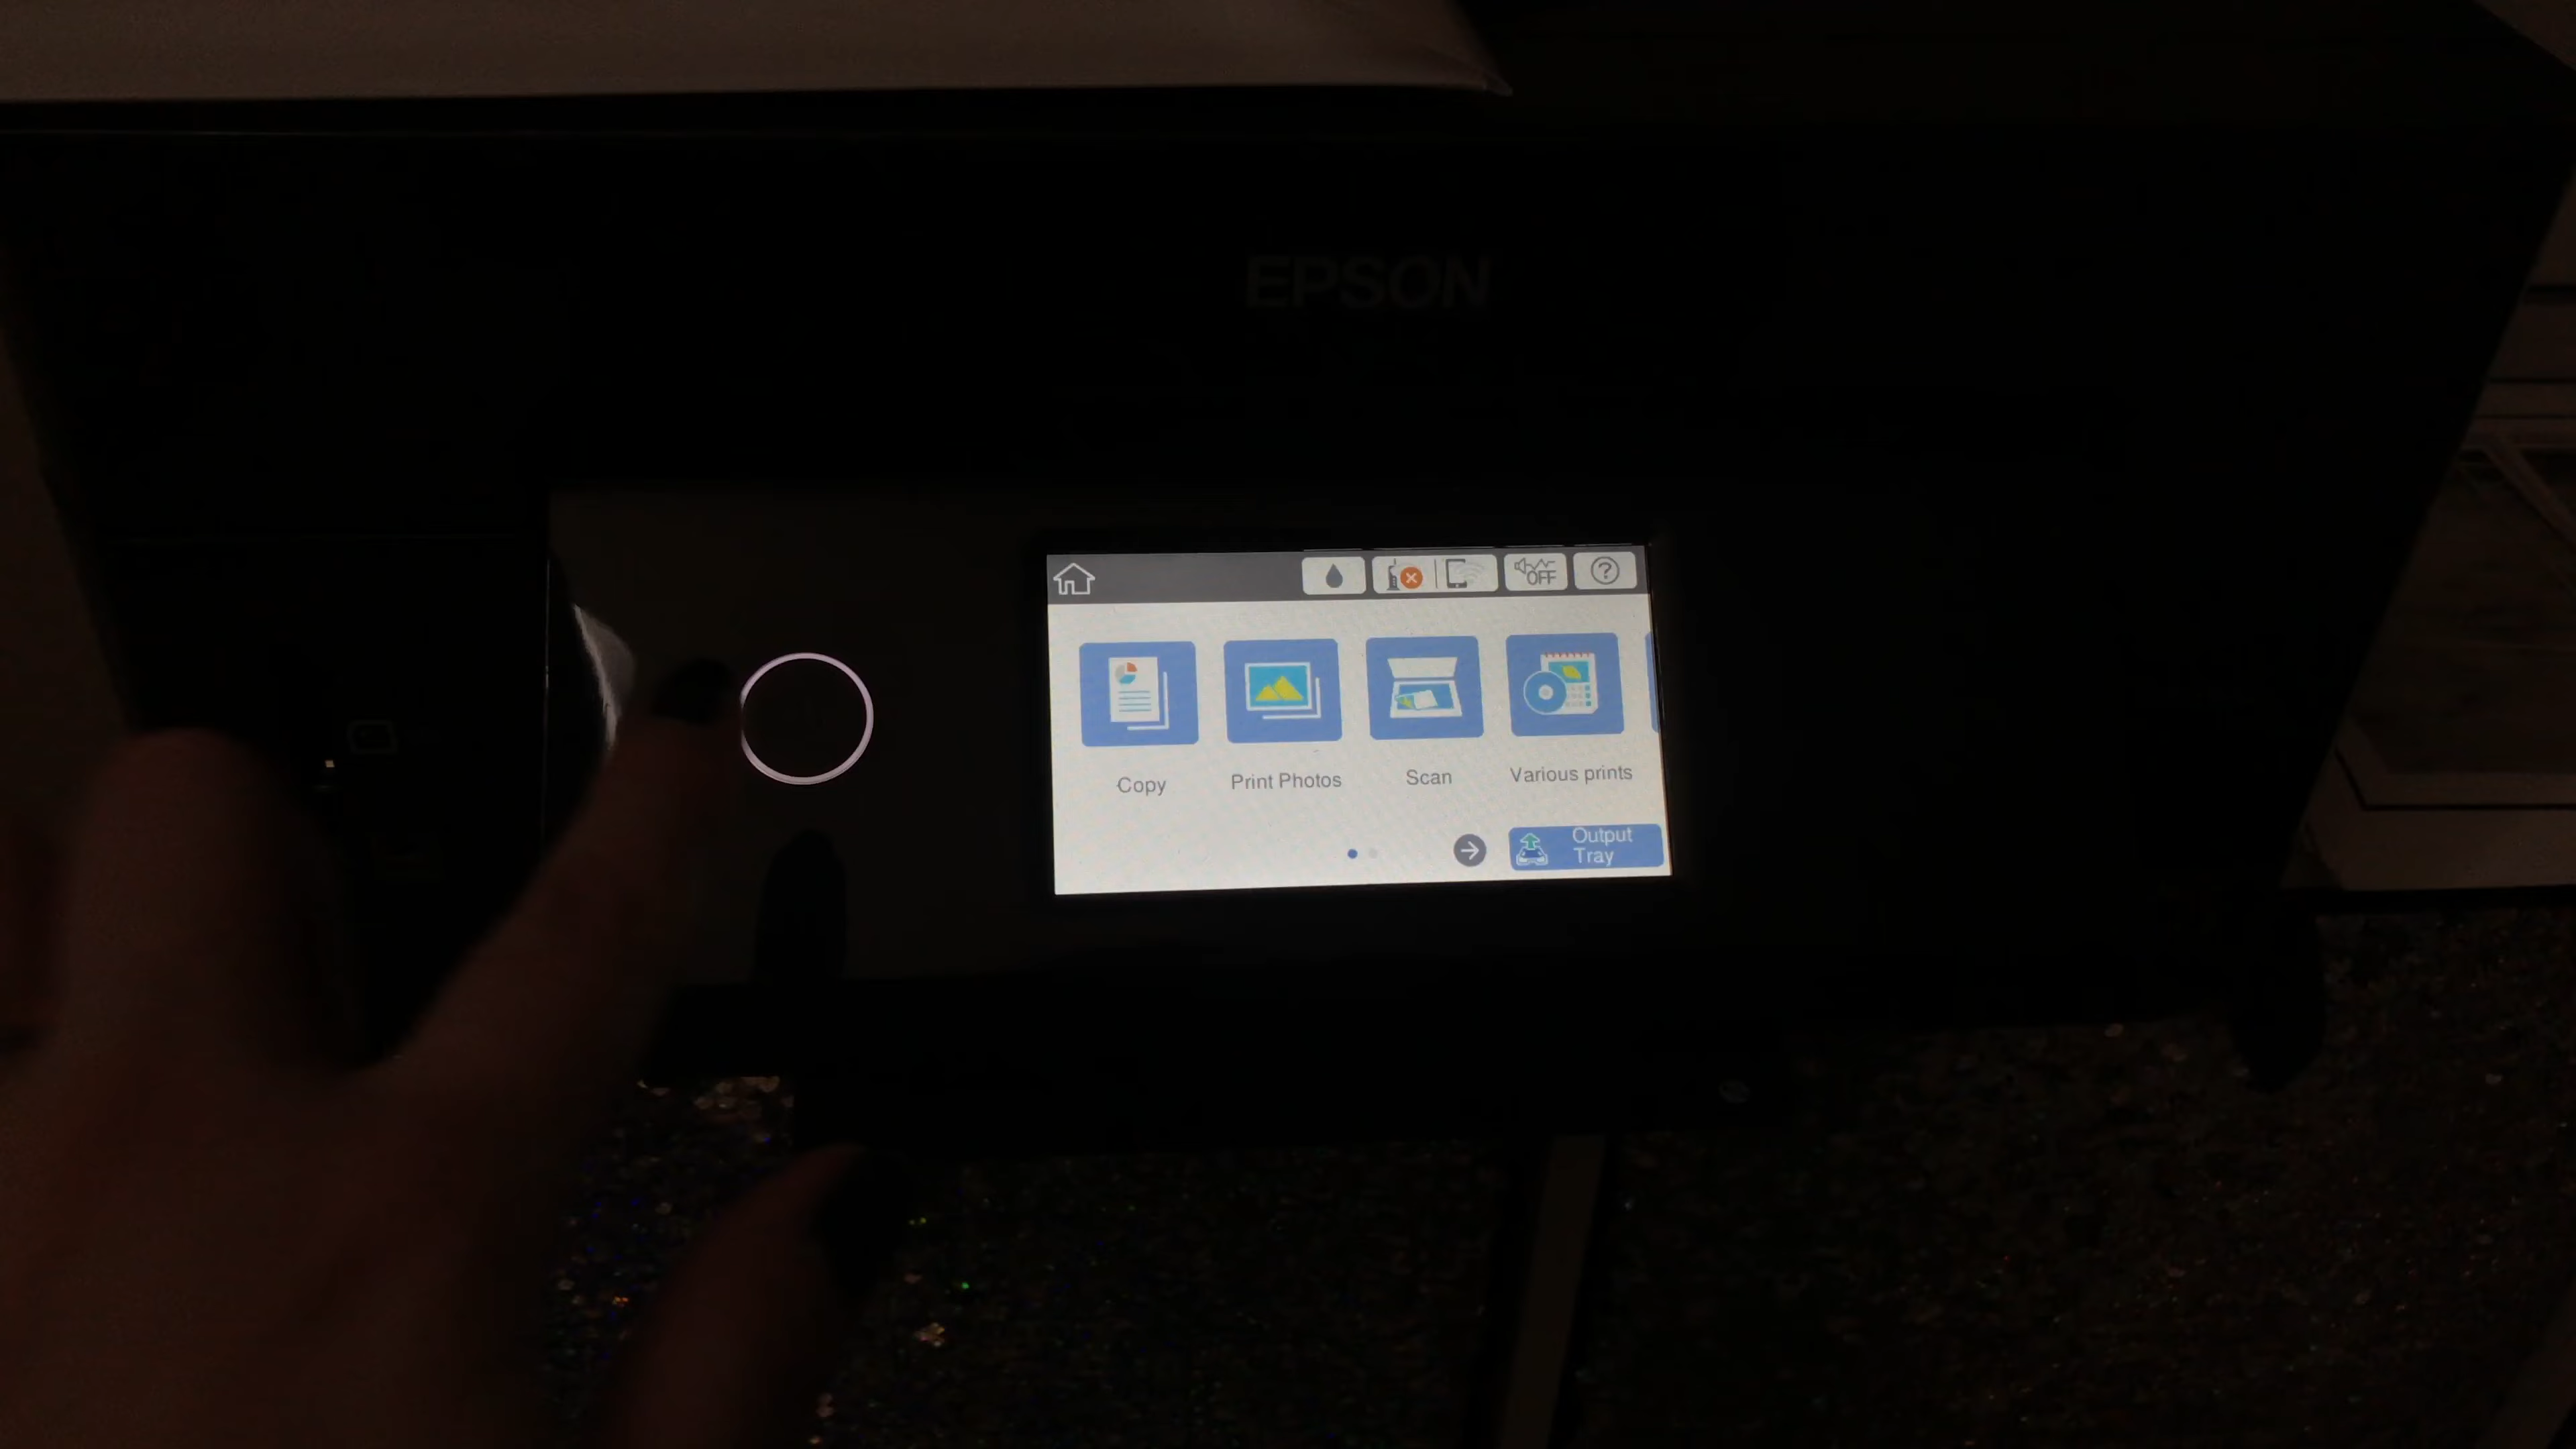 EPSON
OFF
?
Copy
Print Photos
Scan
Various prints
Output
Tray